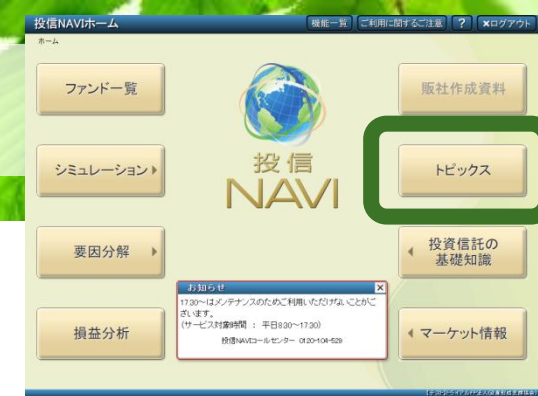 投信NAVIホーム
機能一覧 ご利用に関するご注意 ? ×ログアウト
ホーム
ファンド一覧
販社作成資料
シミュレーション
投信
NAVI
トピックス
要因分解
投資信託の
基礎知識
お知らせ ×
17:30～はメンテナンスのためご利用いただけないことがご
ざいます。
(サービス対象時間 : 平日8:30～17:30)
投信NAVIコールセンター 0120-104-529
損益分析
マーケット情報